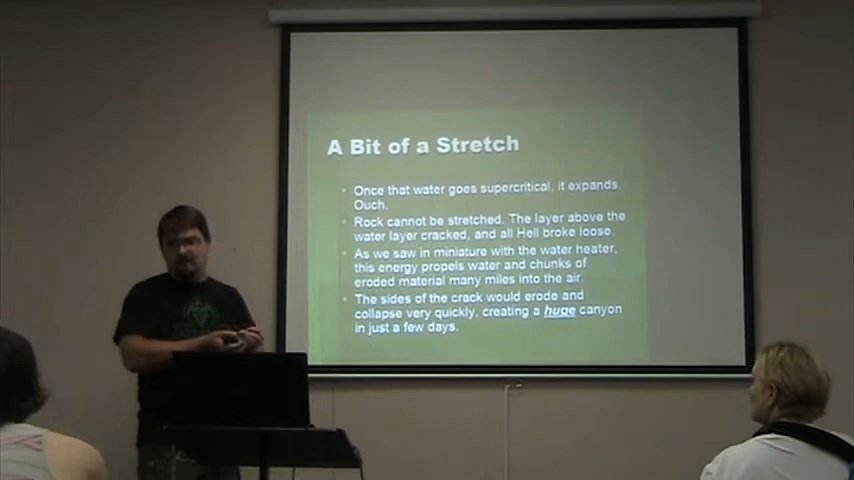 A Bit of a Stretch
• Once that water goes supercritical, it expands.
Ouch.
• Rock cannot be stretched. The layer above the
water layer cracked, and all Hell broke loose.
• As we saw in miniature with the water heater,
this energy propels water and chunks of
eroded material many miles into the air.
• The sides of the crack would erode and
collapse very quickly, creating a huge canyon
in just a few days.